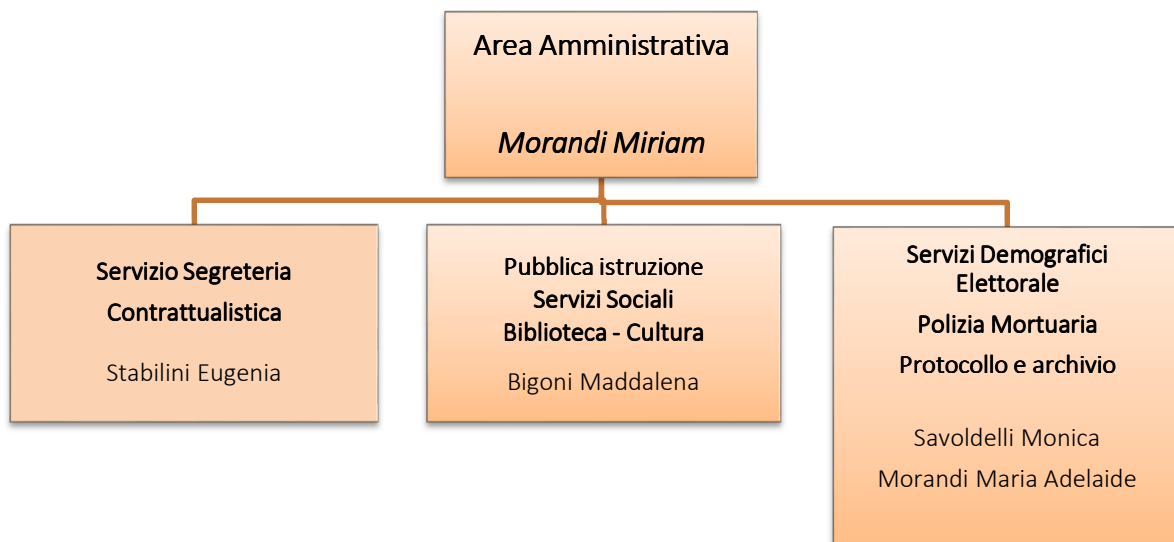 Area Amministrativa
Morandi Miriam
Servizio Segreteria
Contrattualistica
Stabilini Eugenia
Pubblica istruzione
Servizi Sociali
Biblioteca - Cultura
Bigoni Maddalena
Servizi Demografici
Elettorale
Polizia Mortuaria
Protocollo e archivio
Savoldelli Monica
Morandi Maria Adelaide